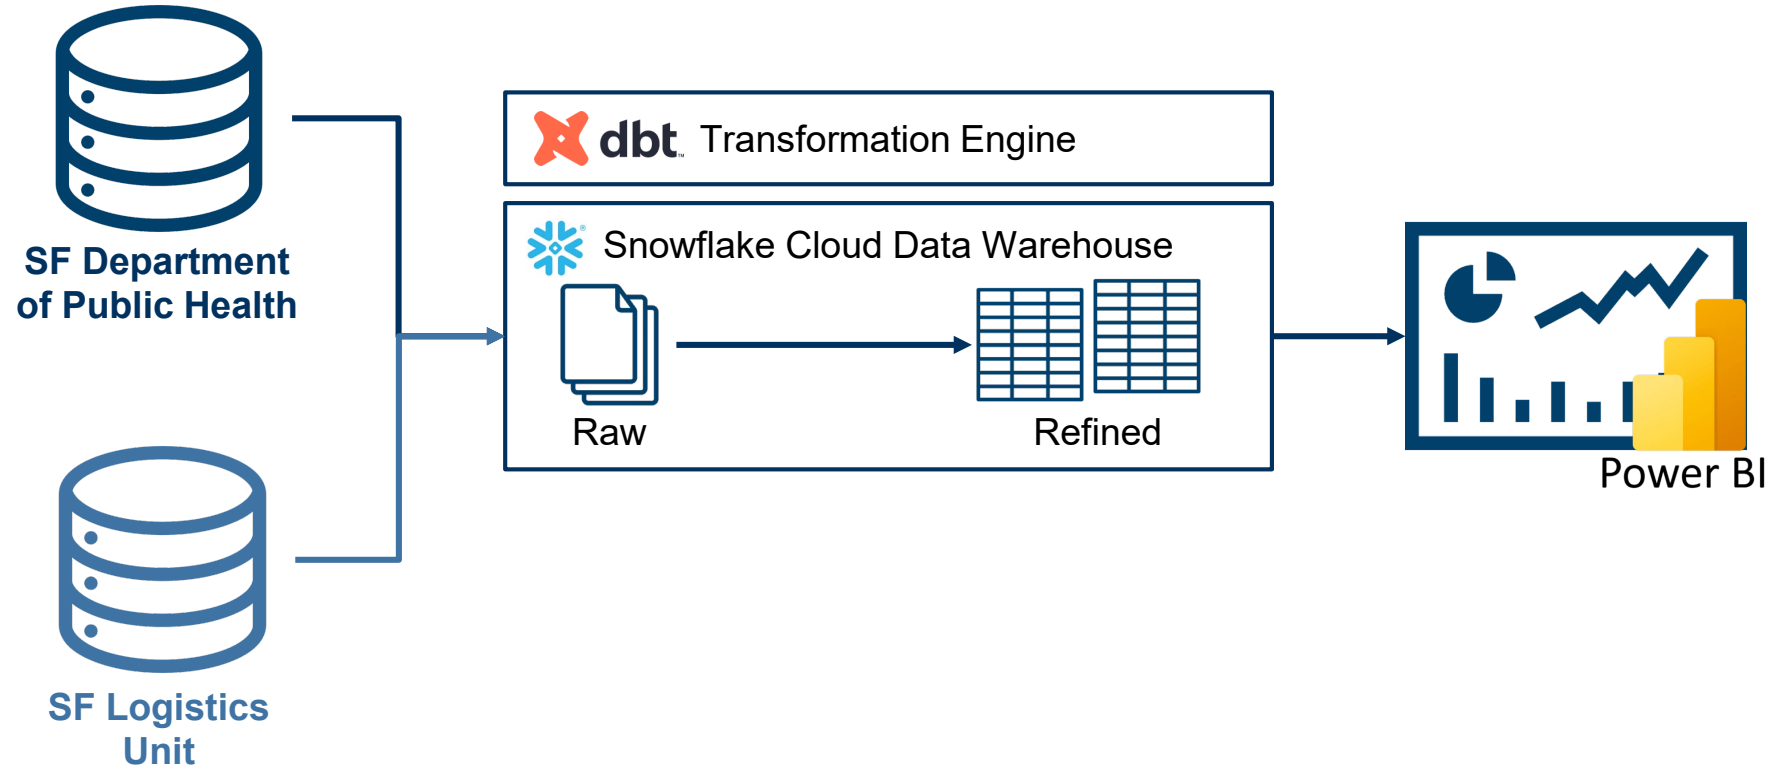 SF Department
of Public Health
dbt Transformation Engine
Snowflake Cloud Data Warehouse
Raw
Refined
Power BI
SF Logistics
Unit